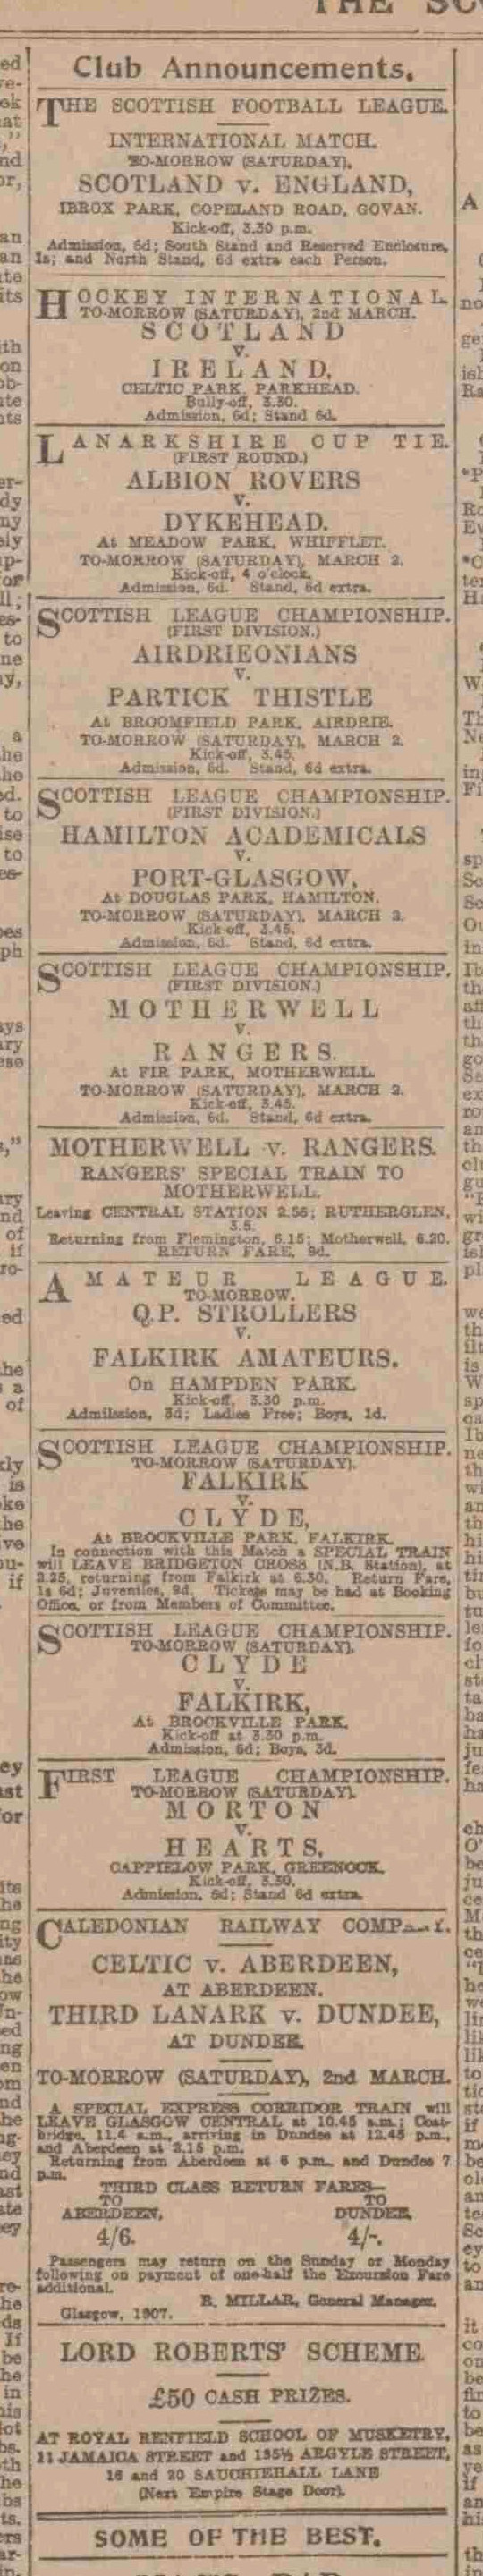 Club Announcements.
THE SCOTTISH FOOTBALL LEAGUE.
INTERNATIONAL MATCH.
TO-MORROW (SATURDAY),
SCOTLAND v. ENGLAND,
IBROX PARK, COPELAND ROAD, GOVAN.
Kick-off, 3.30 p.m.
Admission, 6d; South Stand and Reserved Enclosure,
1s; and North Stand, 6d extra each Person.
HOCKEY INTERNATIONAL
TO-MORROW (SATURDAY), 2nd MARCH.
SCOTLAND
v.
IRELAND,
CELTIC PARK, PARKHEAD.
Bully-off, 3.30.
Admission, 6d; Stand 6d.
LANARKSHIRE CUP TIE.
(FIRST ROUND.)
ALBION ROVERS
v.
DYKEHEAD.
At MEADOW PARK, WHIFFLET.
TO-MORROW (SATURDAY), MARCH 2.
Kick-off, 4 o'clock.
Admission, 6d. Stand, 6d extra.
SCOTTISH LEAGUE CHAMPIONSHIP.
(FIRST DIVISION.)
AIRDRIEONIANS
v.
PARTICK THISTLE
At BROOMFIELD PARK, AIRDRIE.
TO-MORROW (SATURDAY), MARCH 2.
Kick-off, 3.45.
Admission, 6d. Stand, 6d extra.
SCOTTISH LEAGUE CHAMPIONSHIP.
(FIRST DIVISION.)
HAMILTON ACADEMICALS
v.
PORT-GLASGOW,
At DOUGLAS PARK, HAMILTON.
TO-MORROW (SATURDAY), MARCH 2.
Kick-off, 3.45.
Admission, 6d. Stand, 6d extra.
SCOTTISH LEAGUE CHAMPIONSHIP.
(FIRST DIVISION.)
MOTHERWELL
v.
RANGERS.
At FIR PARK, MOTHERWELL.
TO-MORROW (SATURDAY), MARCH 2.
Kick-off, 3.45.
Admission, 6d. Stand, 6d extra.
MOTHERWELL v. RANGERS.
RANGERS' SPECIAL TRAIN TO
MOTHERWELL.
Leaving CENTRAL STATION 2.56; RUTHERGLEN,
3.5.
Returning from Flemington, 6.15; Motherwell, 6.20.
RETURN FARE, 9d.
AMATEUR LEAGUE.
TO-MORROW.
Q.P. STROLLERS
v.
FALKIRK AMATEURS.
On HAMPDEN PARK.
Kick-off, 3.30 p.m.
Admission, 3d; Ladies Free; Boys, 1d.
SCOTTISH LEAGUE CHAMPIONSHIP.
TO-MORROW (SATURDAY).
FALKIRK
v.
CLYDE,
At BROCKVILLE PARK, FALKIRK.
In connection with this Match a SPECIAL TRAIN
will LEAVE BRIDGETON CROSS (N.B. Station), at
2.25, returning from Falkirk at 6.30. Return Fare,
1s 6d; Juveniles, 9d. Tickets may be had at Booking
Office, or from Members of Committee.
SCOTTISH LEAGUE CHAMPIONSHIP.
TO-MORROW (SATURDAY).
CLYDE
v.
FALKIRK,
At BROCKVILLE PARK.
Kick-off at 3.30 p.m.
Admission, 6d; Boys, 3d.
FIRST LEAGUE CHAMPIONSHIP.
TO-MORROW (SATURDAY).
MORTON
v.
HEARTS,
CAPPIELOW PARK, GREENOCK.
Kick-off, 3.30.
Admission, 6d; Stand 6d extra.
CALEDONIAN RAILWAY
CELTIC v. ABERDEEN,
AT ABERDEEN.
THIRD LANARK v. DUNDEE,
AT DUNDEE.
TO-MORROW (SATURDAY), 2nd MARCH.
A SPECIAL EXPRESS CORRIDOR TRAIN will
LEAVE GLASGOW CENTRAL at 10.45 a.m.; Coat-
bridge, 11.4 a.m., arriving in Dundee at 12.45 p.m.,
and Aberdeen at 2.15 p.m.
Returning from Aberdeen at 6 p.m. and Dundee 7
p.m.
THIRD CLASS RETURN FARES—
TO TO
ABERDEEN, DUNDEE,
4/6. 4/-.
Passengers may return on the Sunday or Monday
following on payment of one-half the Excursion Fare
additional.
R. MILLAR, General Manager.
Glasgow, 1907.
LORD ROBERTS' SCHEME.
£50 CASH PRIZES.
AT ROYAL RENFIELD SCHOOL OF MUSKETRY,
11 JAMAICA STREET and 135½ ARGYLE STREET,
16 and 20 SAUCHIEHALL LANE
(Next Empire Stage Door).
SOME OF THE BEST.